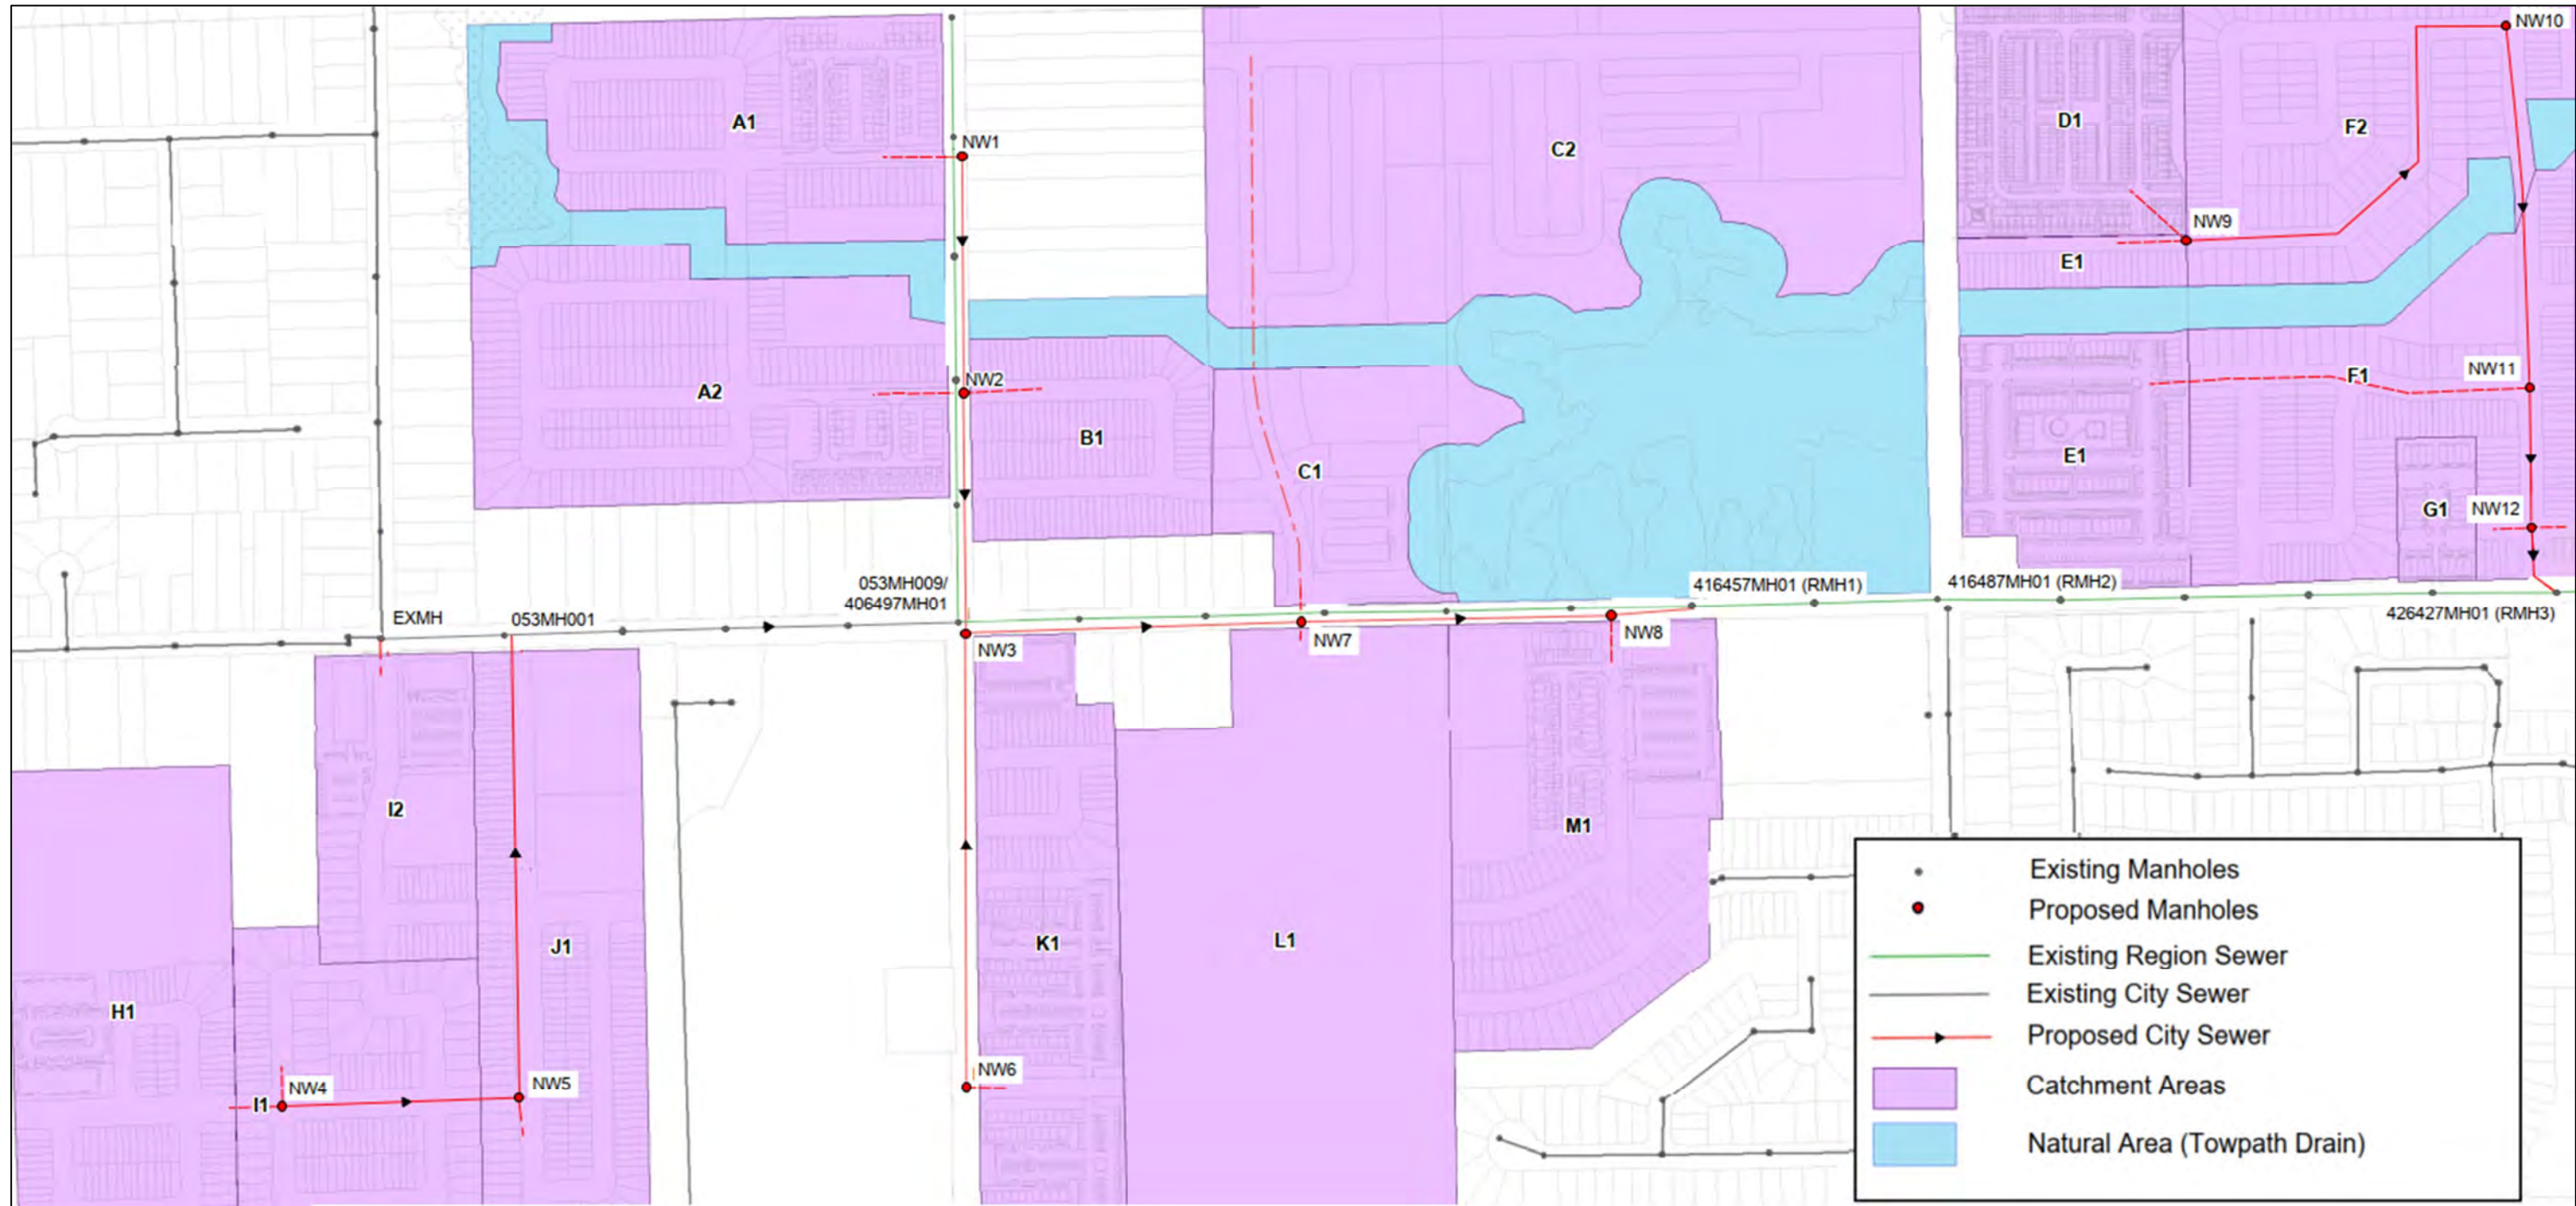 NW10
A1
D1
F2
NW1
C2
NW9
E1
NW11
F1
NW2
A2
B1
C1
E1
G1
NW12
053MH009/
406497MH01
416457MH01 (RMH1)
416487MH01 (RMH2)
EXMH
053MH001
426427MH01 (RMH3)
NW3
NW7
NW8
I2
M1
J1
K1
L1
H1
NW6
NW4
NW5
I1
Existing Manholes
Proposed Manholes
Existing Region Sewer
Existing City Sewer
Proposed City Sewer
Catchment Areas
Natural Area (Towpath Drain)